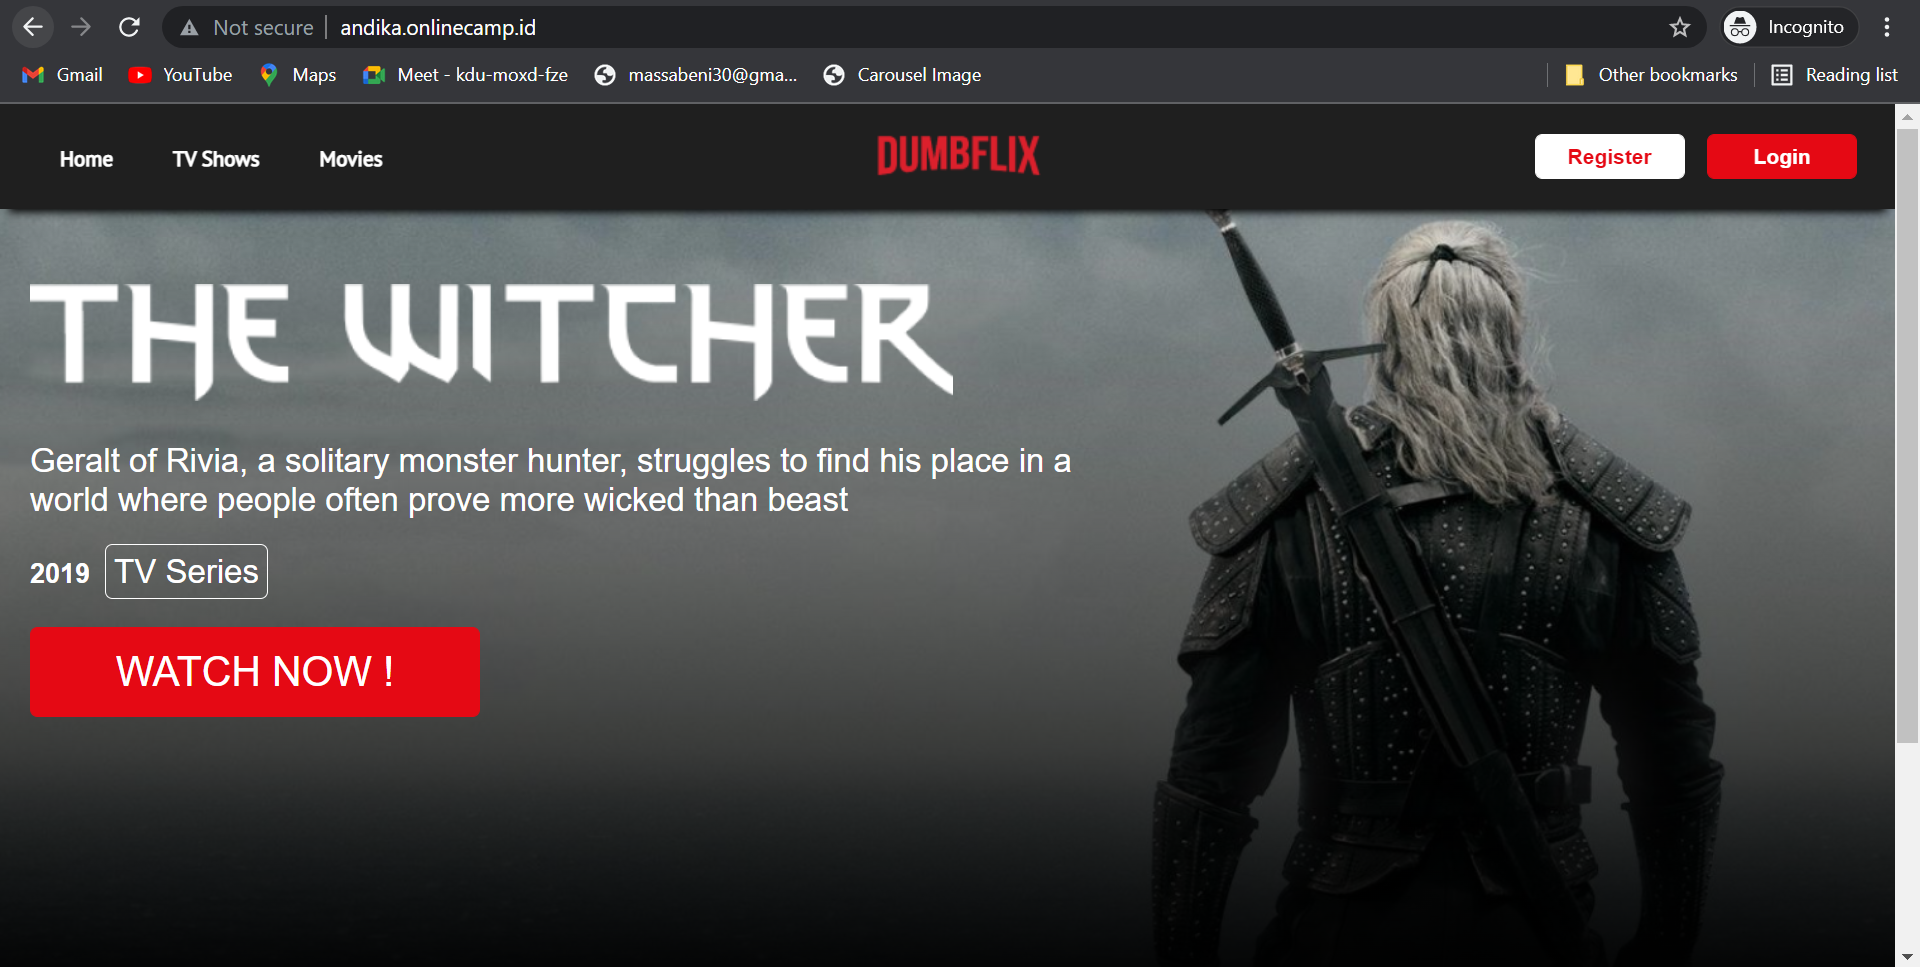 Not secure
andika.onlinecamp.id
Incognito
Gmail
YouTube
Maps
Meet - kdu-moxd-fze
massabeni30@gma...
Carousel Image
Other bookmarks
Reading list
Home
TV Shows
Movies
DUMBFLIX
Register
Login
THE WITCHER
Geralt of Rivia, a solitary monster hunter, struggles to find his place in a
world where people often prove more wicked than beast
2019
TV Series
WATCH NOW !